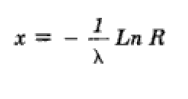 x = - 1/λ Ln R